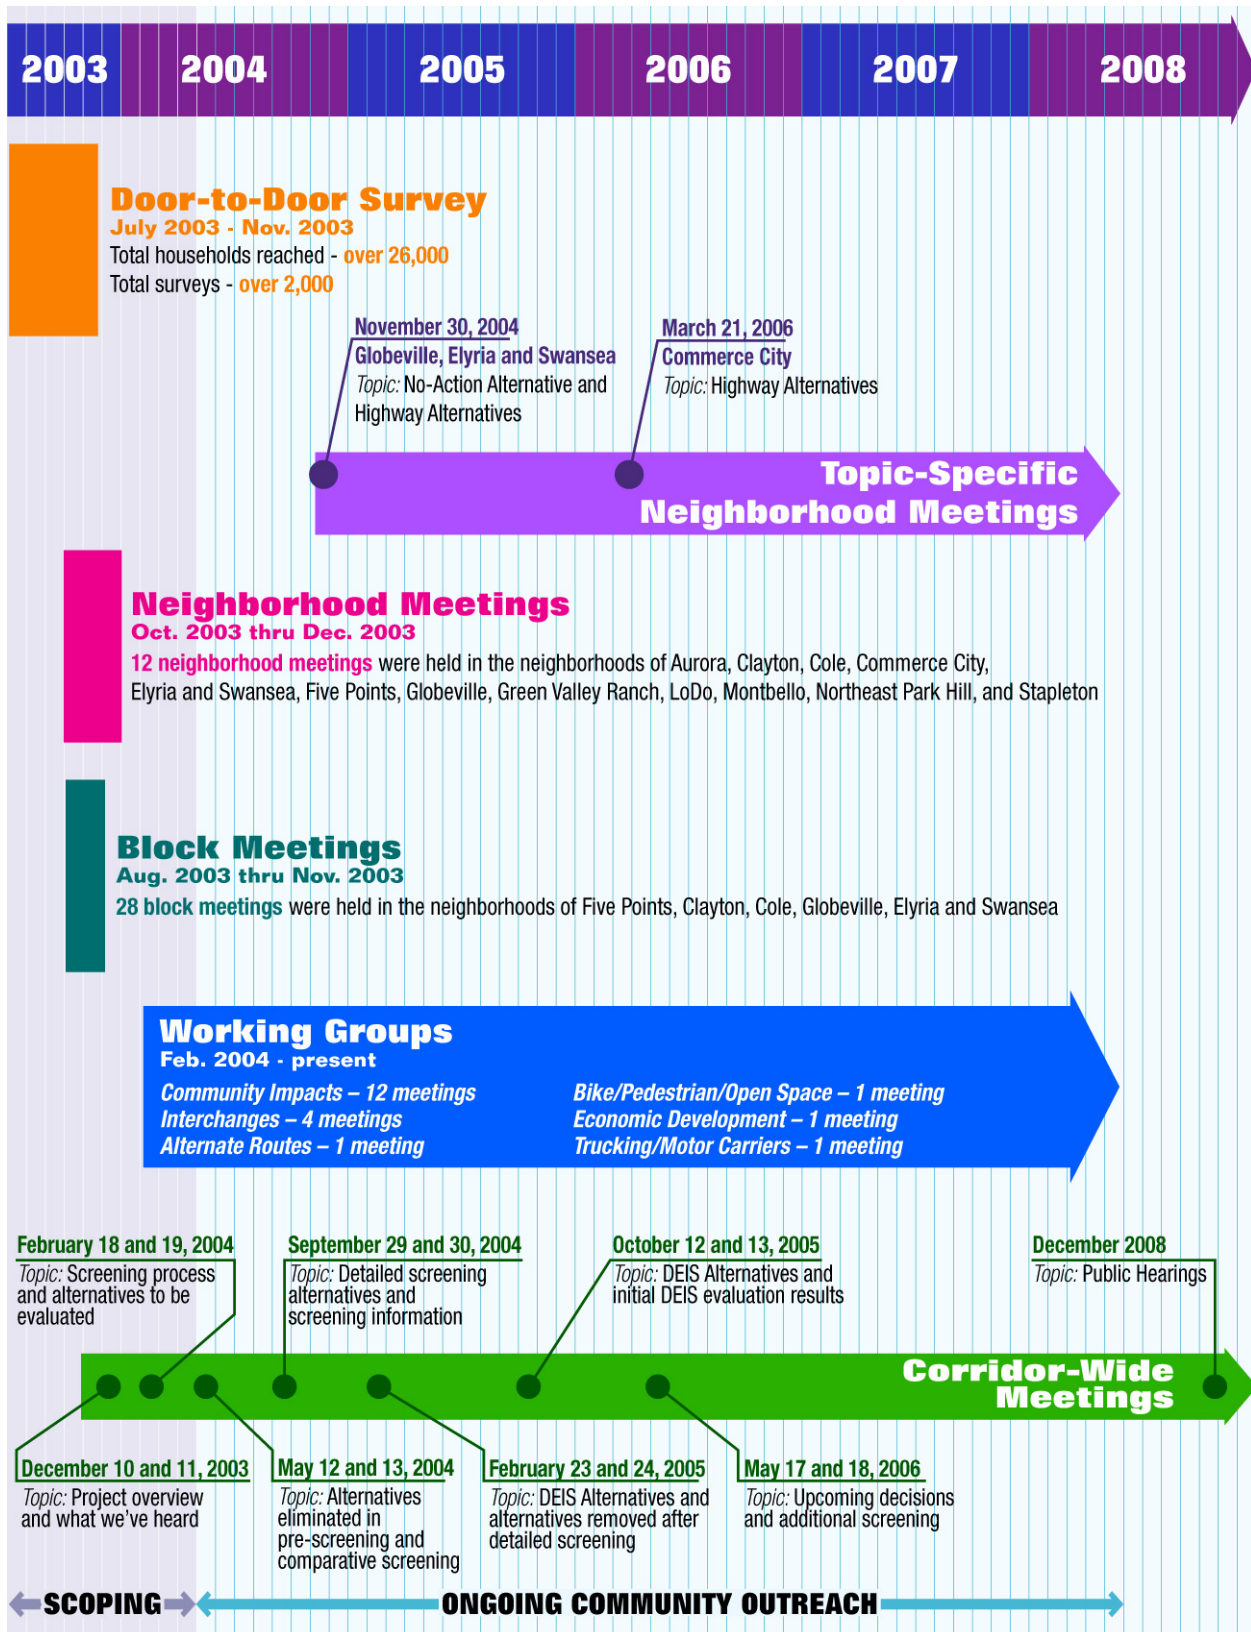 2003 2004 2005 2006 2007 2008
Door-to-Door Survey
July 2003 - Nov. 2003
Total households reached - over 26,000
Total surveys - over 2,000
November 30, 2004
Globeville, Elyria and Swansea
Topic: No-Action Alternative and
Highway Alternatives
March 21, 2006
Commerce City
Topic: Highway Alternatives
Topic-Specific
Neighborhood Meetings
Neighborhood Meetings
Oct. 2003 thru Dec. 2003
12 neighborhood meetings were held in the neighborhoods of Aurora, Clayton, Cole, Commerce City,
Elyria and Swansea, Five Points, Globeville, Green Valley Ranch, LoDo, Montbello, Northeast Park Hill, and Stapleton
Block Meetings
Aug. 2003 thru Nov. 2003
28 block meetings were held in the neighborhoods of Five Points, Clayton, Cole, Globeville, Elyria and Swansea
Working Groups
Feb. 2004 - present
Community Impacts – 12 meetings
Interchanges – 4 meetings
Alternate Routes – 1 meeting
Bike/Pedestrian/Open Space – 1 meeting
Economic Development – 1 meeting
Trucking/Motor Carriers – 1 meeting
February 18 and 19, 2004
Topic: Screening process
and alternatives to be
evaluated
September 29 and 30, 2004
Topic: Detailed screening
alternatives and
screening information
October 12 and 13, 2005
Topic: DEIS Alternatives and
initial DEIS evaluation results
December 2008
Topic: Public Hearings
Corridor-Wide
Meetings
December 10 and 11, 2003
Topic: Project overview
and what we've heard
May 12 and 13, 2004
Topic: Alternatives
eliminated in
pre-screening and
comparative screening
February 23 and 24, 2005
Topic: DEIS Alternatives and
alternatives removed after
detailed screening
May 17 and 18, 2006
Topic: Upcoming decisions
and additional screening
SCOPING
ONGOING COMMUNITY OUTREACH